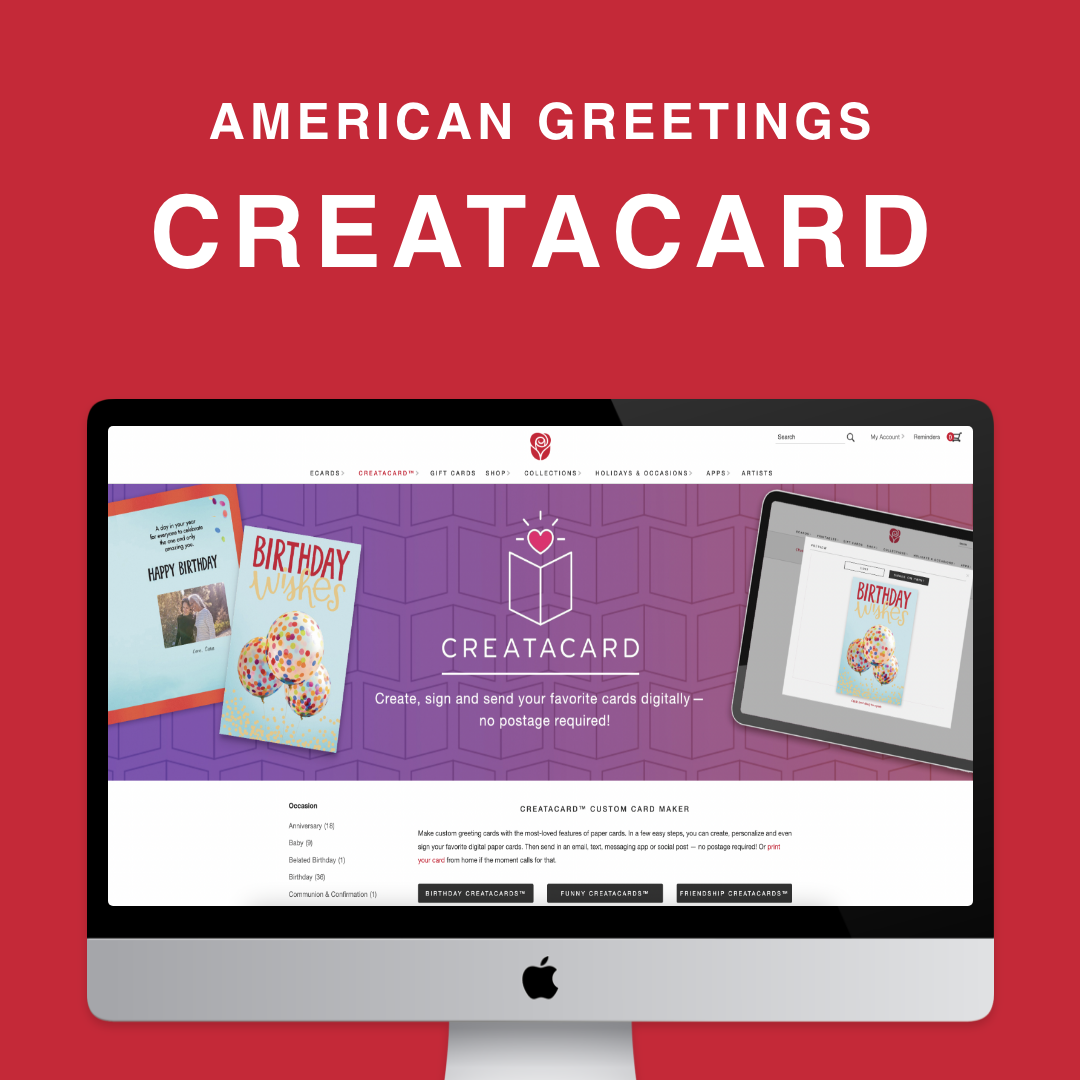 AMERICAN GREETINGS
CREATACARD
Search
My Account
Reminders
0
ECARDS
CREATACARD™
GIFT CARDS
SHOP
COLLECTIONS
HOLIDAYS & OCCASIONS
APPS
ARTISTS
A day in your year
for everyone to celebrate
the one and only
amazing you.
HAPPY BIRTHDAY
BIRTHDAY
wishes
CREATACARD
Create, sign and send your favorite cards digitally —
no postage required!
BIRTHDAY
wishes
Occasion
Anniversary (18)
Baby (9)
Belated Birthday (1)
Birthday (36)
Communion & Confirmation (1)
CREATACARD™ CUSTOM CARD MAKER
Make custom greeting cards with the most-loved features of paper cards. In a few easy steps, you can create, personalize and even
sign your favorite digital paper cards. Then send in an email, text, messaging app or social post — no postage required! Or print
your card from home if the moment calls for that.
BIRTHDAY CREATACARDS™
FUNNY CREATACARDS™
FRIENDSHIP CREATACARDS™